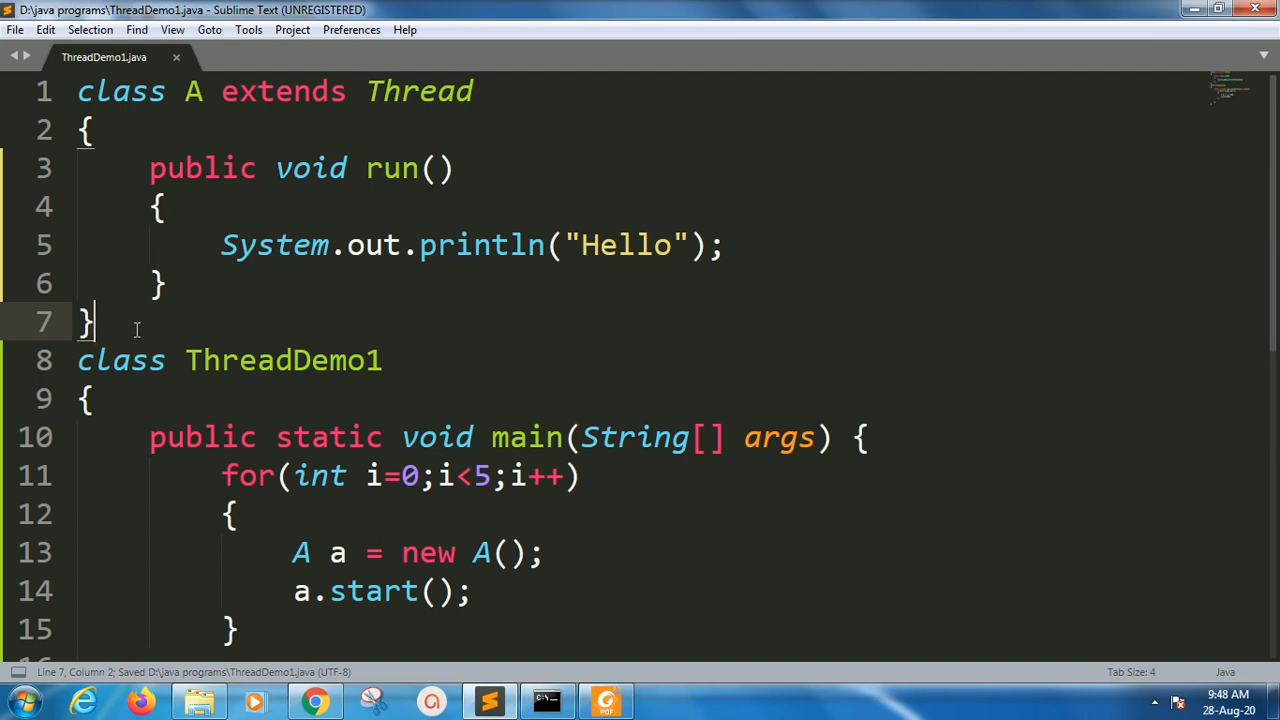 D:\java programs\ThreadDemo1.java - Sublime Text (UNREGISTERED)
File Edit Selection Find View Goto Tools Project Preferences Help
ThreadDemo1.java
1 class A extends Thread
2 {
3 public void run()
4 {
5 System.out.println("Hello");
6 }
7 }
8 class ThreadDemo1
9 {
10 public static void main(String[] args) {
11 for(int i=0;i<5;i++)
12 {
13 A a = new A();
14 a.start();
15 }
Line 7, Column 2; Saved D:\java programs\ThreadDemo1.java (UTF-8) Tab Size: 4 Java
C:\_
PDF
9:48 AM
28-Aug-20